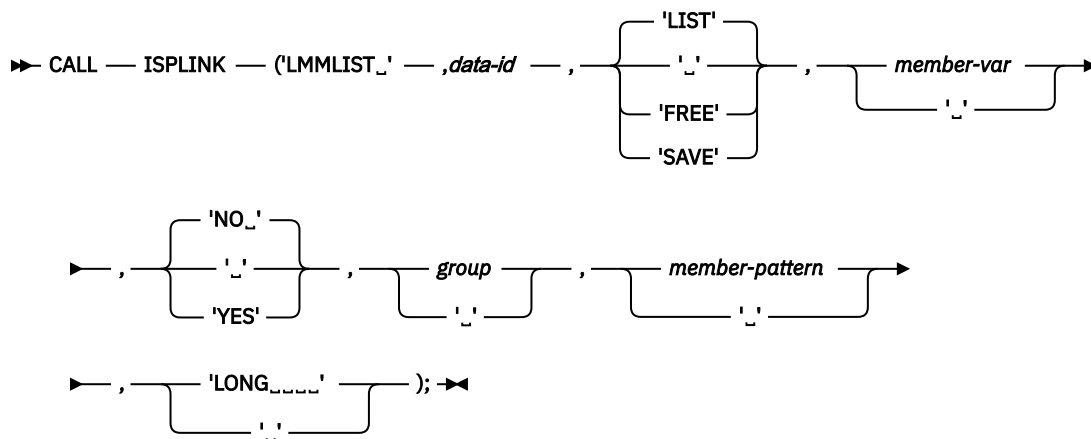 'LIST'
CALL ISPLINK ('LMMLIST␣' ,data-id , '␣' , member-var
'FREE' '␣'
'SAVE'
'NO␣'
, '␣' , group , member-pattern
'YES' '␣' '␣'
, 'LONG␣␣␣␣' );
'␣'